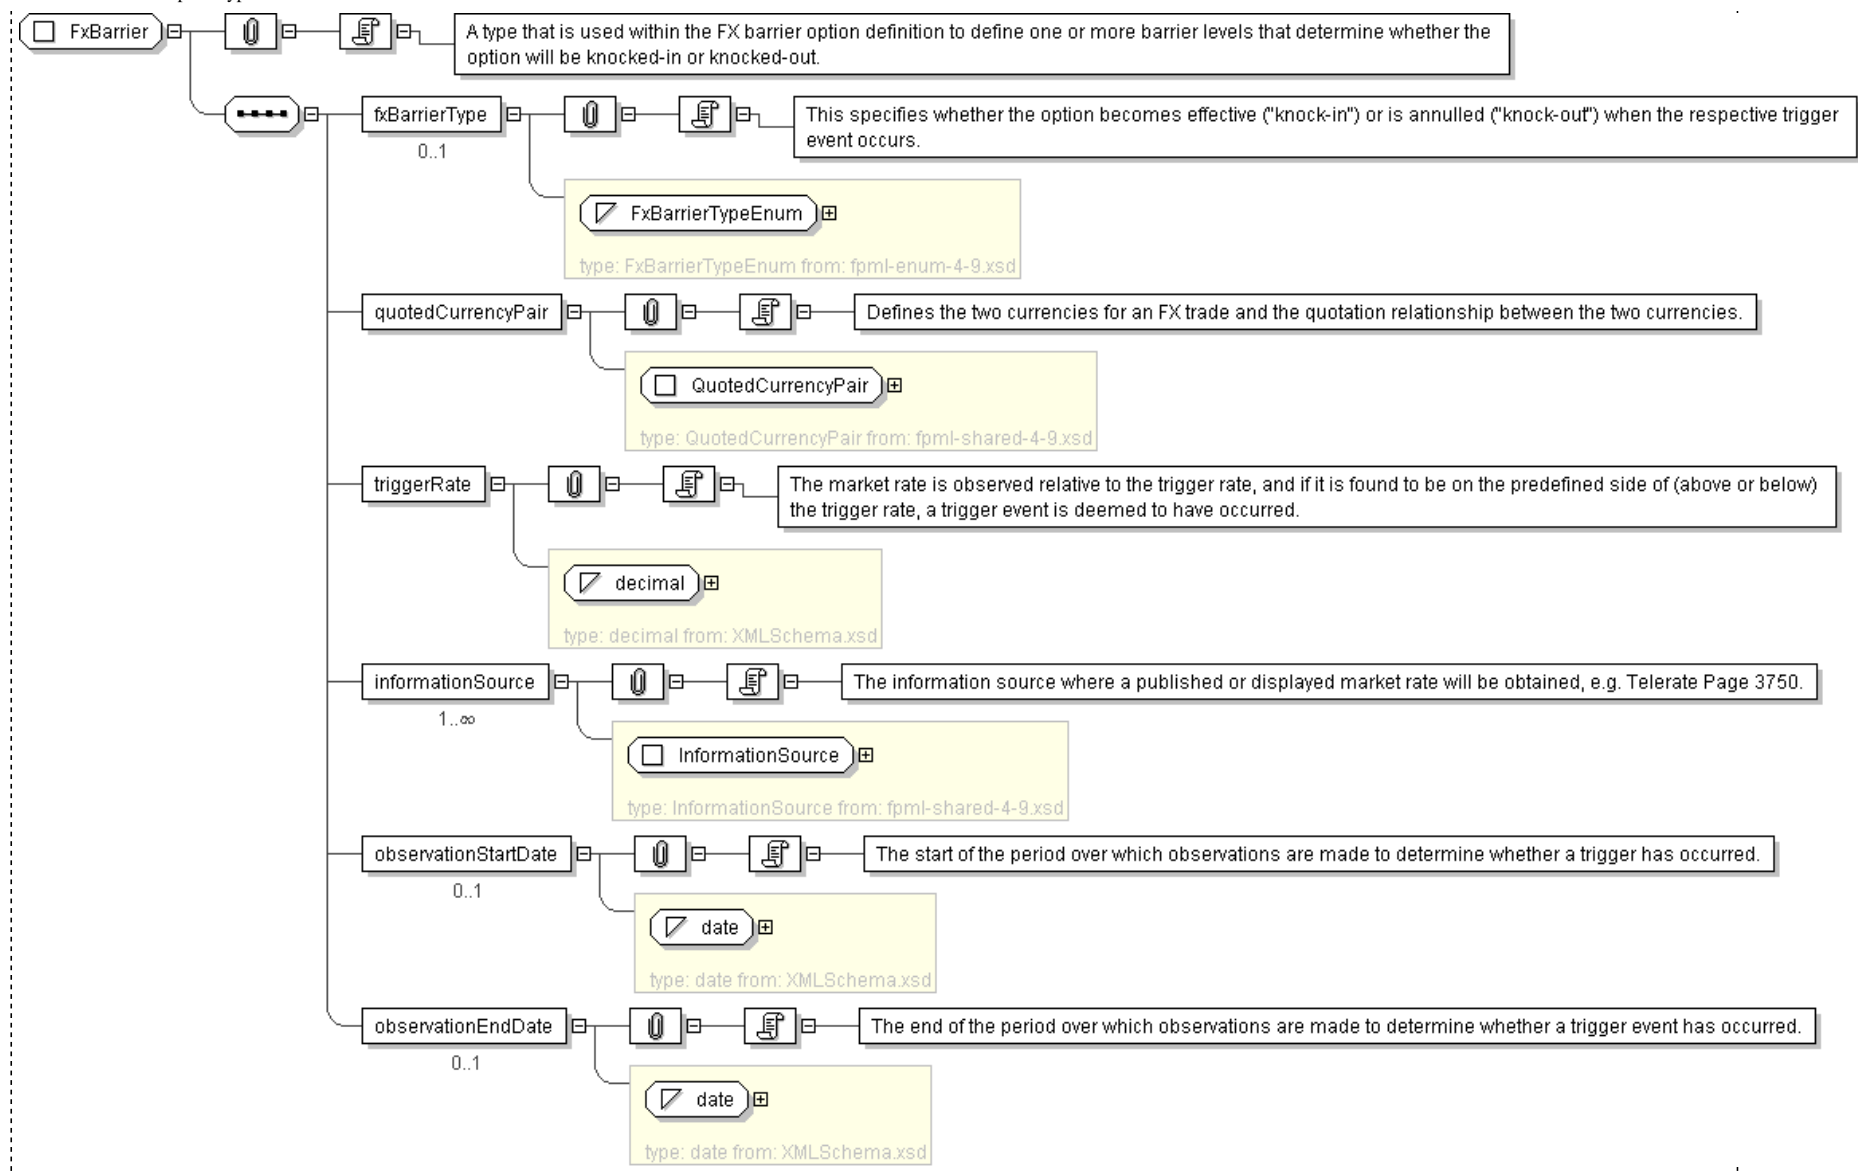 FxBarrier
A type that is used within the FX barrier option definition to define one or more barrier levels that determine whether the
option will be knocked-in or knocked-out.
fxBarrierType
0..1
This specifies whether the option becomes effective ("knock-in") or is annulled ("knock-out") when the respective trigger
event occurs.
FxBarrierTypeEnum
type: FxBarrierTypeEnum from: fpml-enum-4-9.xsd
quotedCurrencyPair
Defines the two currencies for an FX trade and the quotation relationship between the two currencies.
QuotedCurrencyPair
type: QuotedCurrencyPair from: fpml-shared-4-9.xsd
triggerRate
The market rate is observed relative to the trigger rate, and if it is found to be on the predefined side of (above or below)
the trigger rate, a trigger event is deemed to have occurred.
decimal
type: decimal from: XMLSchema.xsd
informationSource
1..∞
The information source where a published or displayed market rate will be obtained, e.g. Telerate Page 3750.
InformationSource
type: InformationSource from: fpml-shared-4-9.xsd
observationStartDate
0..1
The start of the period over which observations are made to determine whether a trigger has occurred.
date
type: date from: XMLSchema.xsd
observationEndDate
0..1
The end of the period over which observations are made to determine whether a trigger event has occurred.
date
type: date from: XMLSchema.xsd